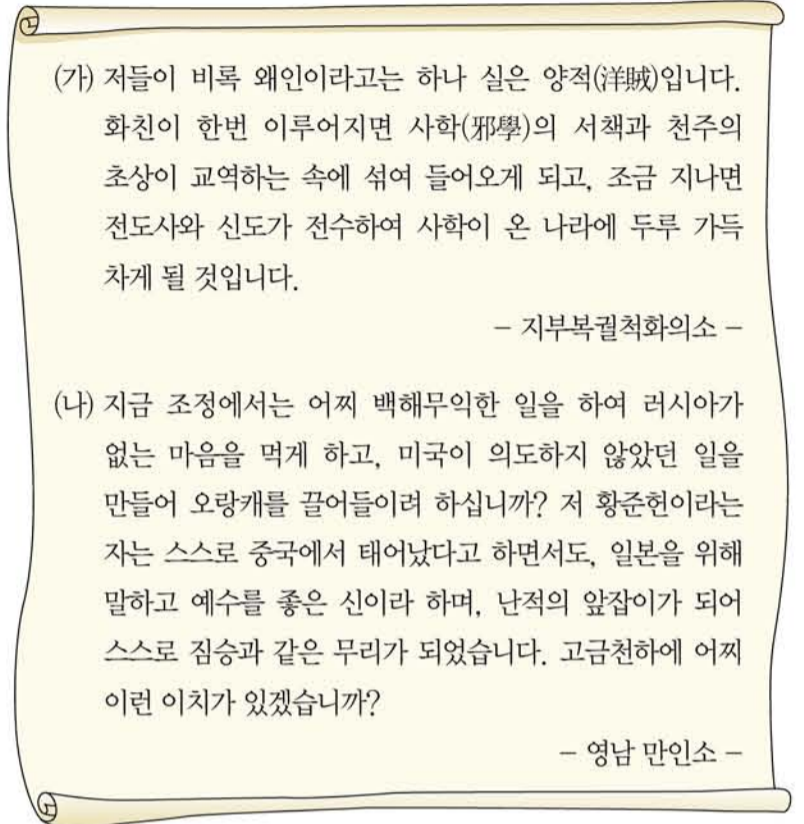 (가) 저들이 비록 왜인이라고는 하나 실은 양적(洋賊)입니다.
화친이 한번 이루어지면 사학(邪學)의 서책과 천주의
초상이 교역하는 속에 섞여 들어오게 되고, 조금 지나면
전도사와 신도가 전수하여 사학이 온 나라에 두루 가득
차게 될 것입니다.
- 지부복궐척화의소 -
(나) 지금 조정에서는 어찌 백해무익한 일을 하여 러시아가
없는 마음을 먹게 하고, 미국이 의도하지 않았던 일을
만들어 오랑캐를 끌어들이려 하십니까? 저 황준헌이라는
자는 스스로 중국에서 태어났다고 하면서도, 일본을 위해
말하고 예수를 좋은 신이라 하며, 난적의 앞잡이가 되어
스스로 짐승과 같은 무리가 되었습니다. 고금천하에 어찌
이런 이치가 있겠습니까?
- 영남 만인소 -